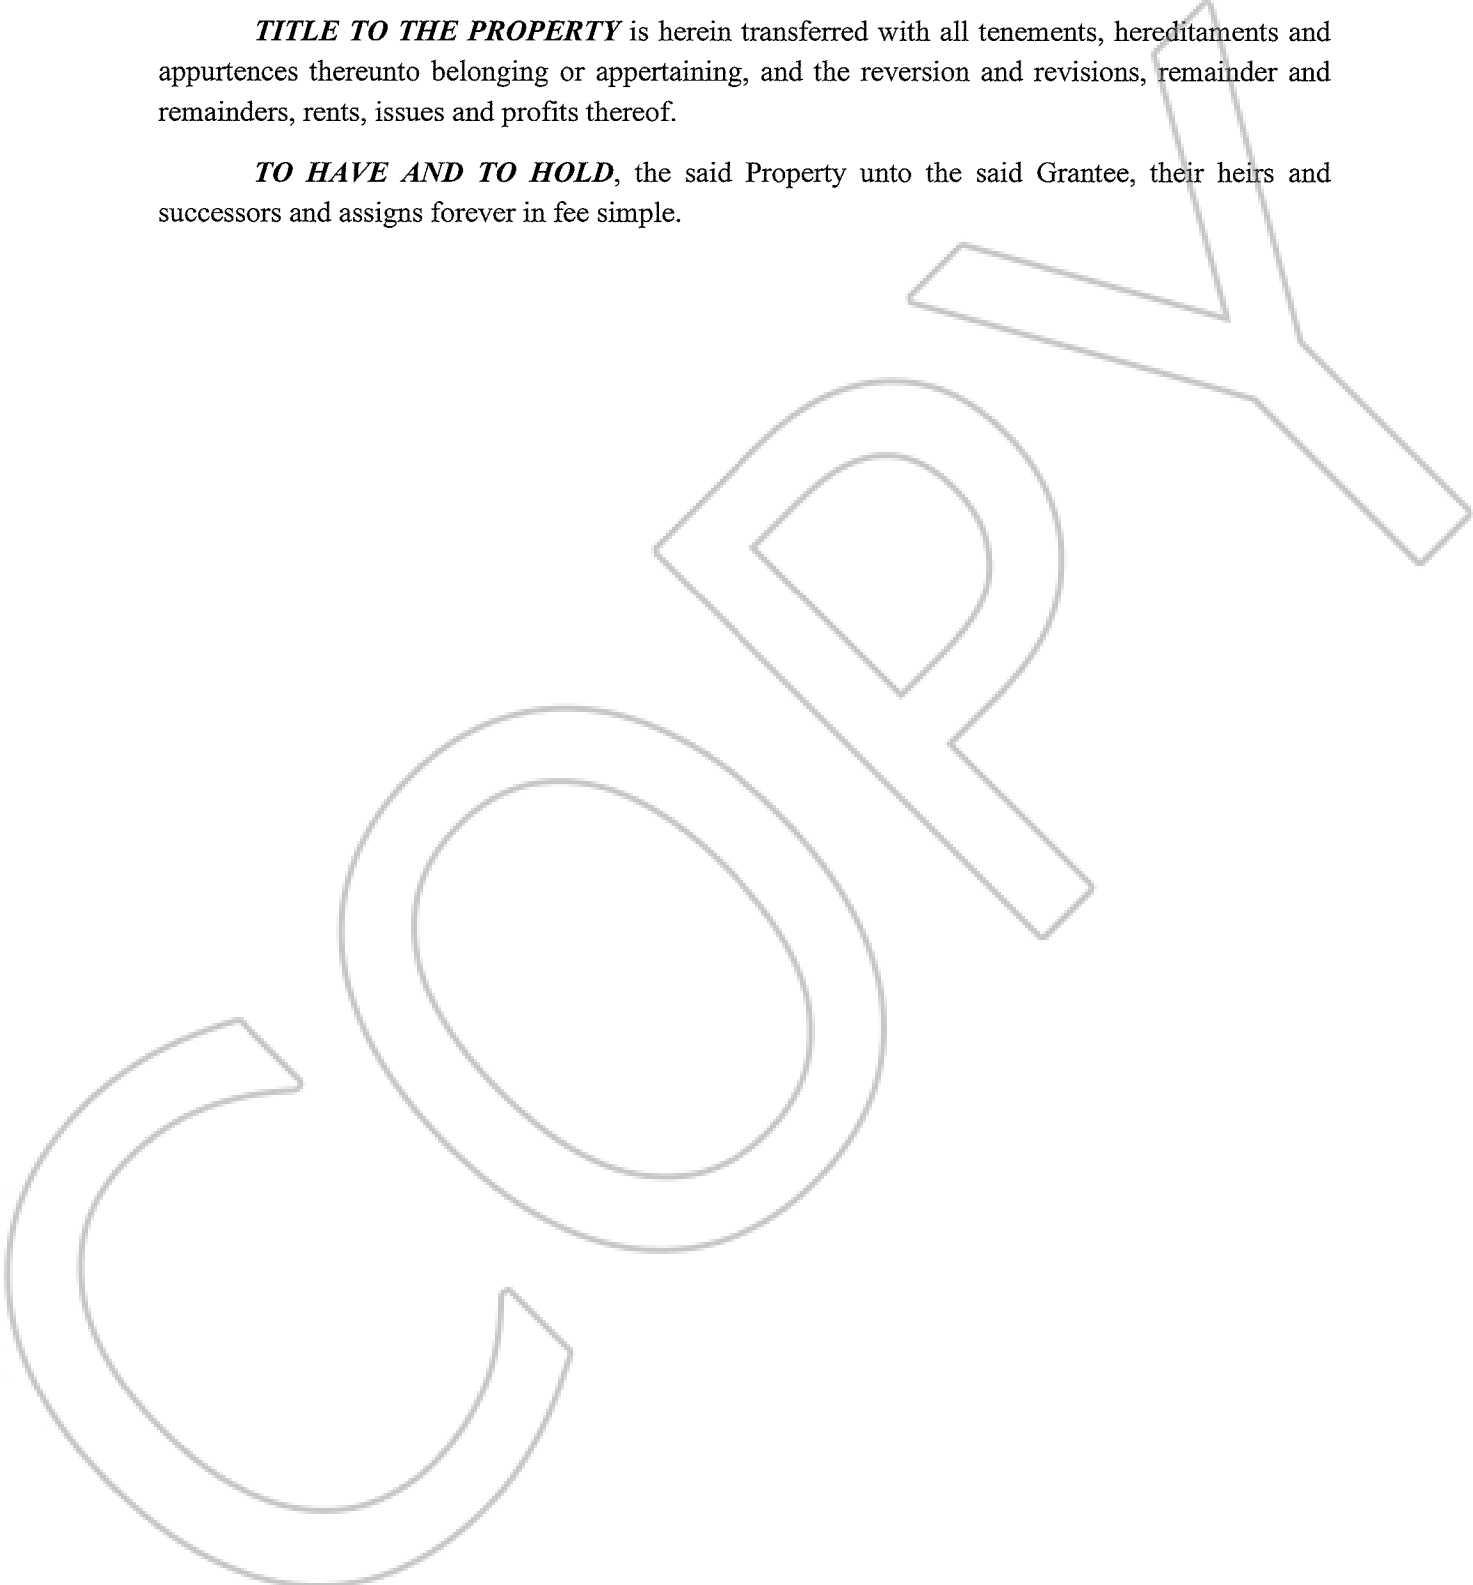 TITLE TO THE PROPERTY is herein transferred with all tenements, hereditaments and
appurtences thereunto belonging or appertaining, and the reversion and revisions, remainder and
remainders, rents, issues and profits thereof.
TO HAVE AND TO HOLD, the said Property unto the said Grantee, their heirs and
successors and assigns forever in fee simple.
COPY